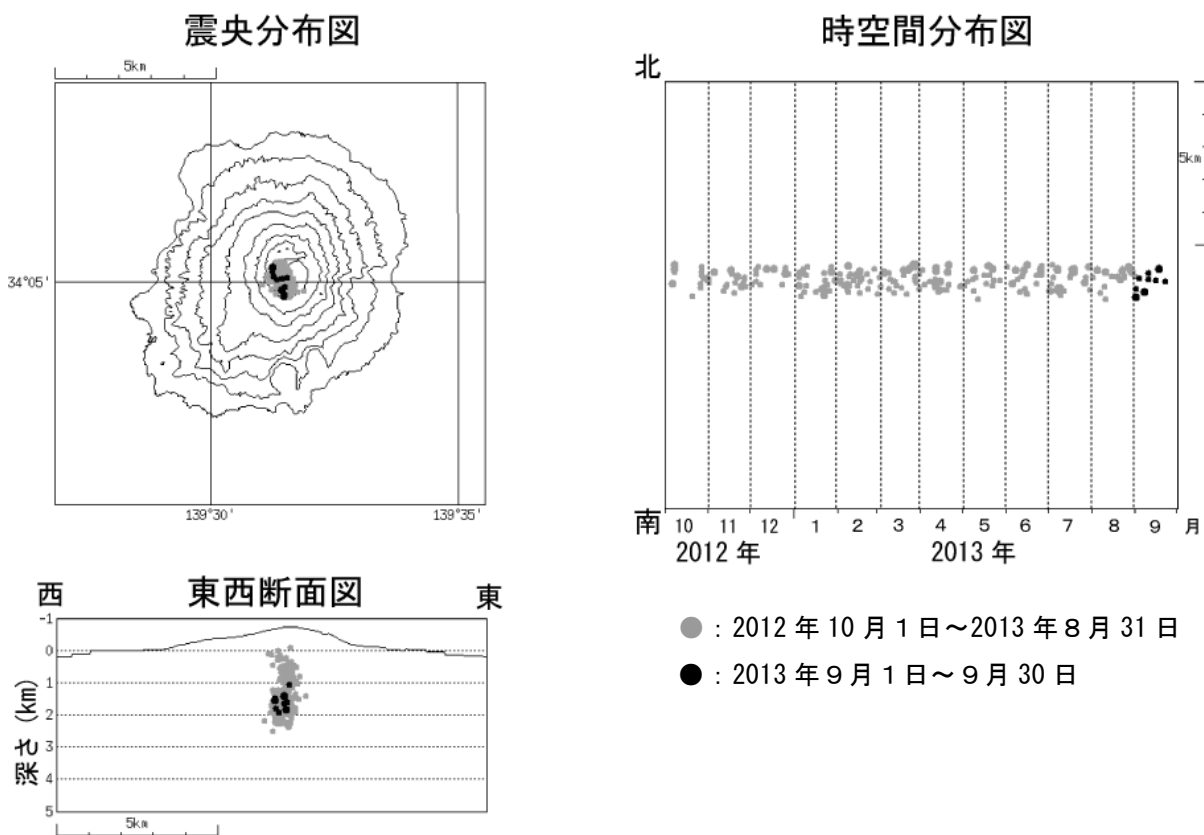 震央分布図
5km
34°05'
139°30'
139°35'
時空間分布図
北
5km
南
10 11 12 1 2 3 4 5 6 7 8 9 月
2012 年 2013 年
東西断面図
西 東
深さ (km)
-1
0
1
2
3
4
5
5km
● : 2012 年 10 月 1 日～2013 年 8 月 31 日
● : 2013 年 9 月 1 日～ 9 月 30 日